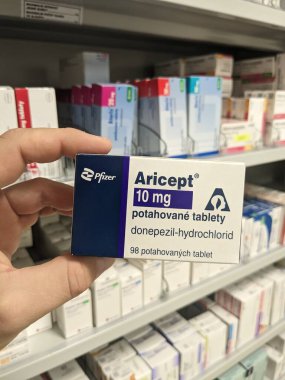 Pfizer
Aricept®
10 mg
potahované tablety
donepezil-hydrochlorid
98 potahovaných tablet